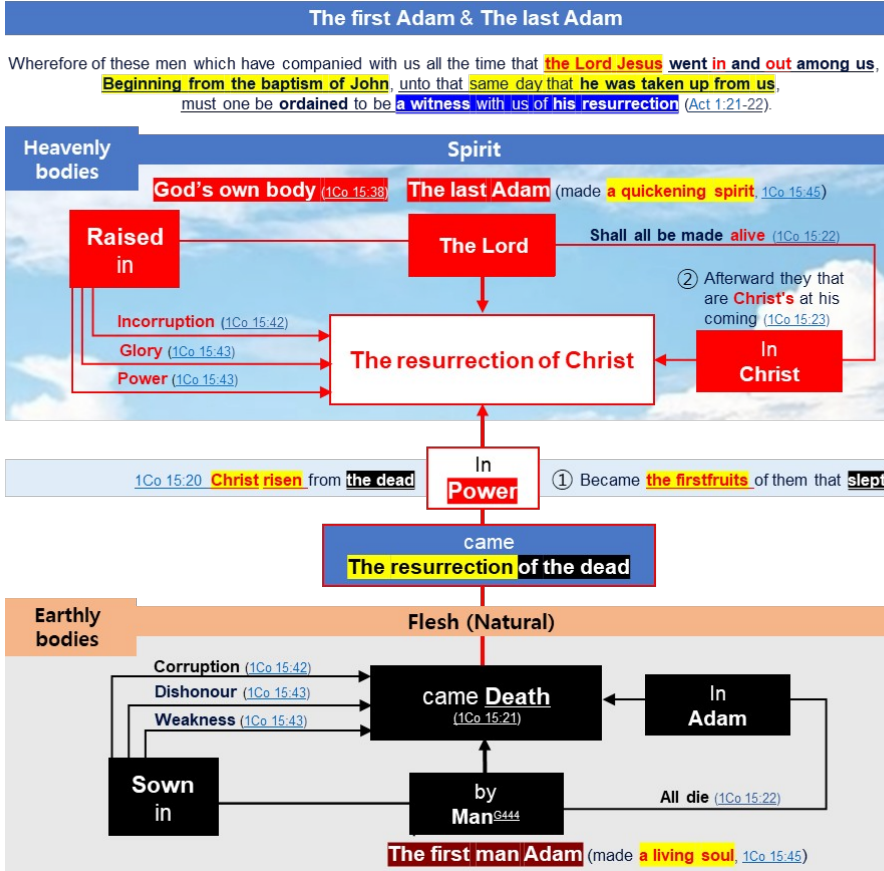 The first Adam & The last Adam
Wherefore of these men which have companied with us all the time that the Lord Jesus went in and out among us,
Beginning from the baptism of John, unto that same day that he was taken up from us,
must one be ordained to be a witness with us of his resurrection (Act 1:21-22).
Heavenly
bodies
Spirit
God's own body (1Co 15:38)
The last Adam (made a quickening spirit, 1Co 15:45)
Raised
in
The Lord
Shall all be made alive (1Co 15:22)
② Afterward they that
are Christ's at his
coming (1Co 15:23)
Incorruption (1Co 15:42)
Glory (1Co 15:43)
Power (1Co 15:43)
The resurrection of Christ
In
Christ
1Co 15:20 Christ risen from the dead
In
Power
① Became the firstfruits of them that slept
came
The resurrection of the dead
Earthly
bodies
Flesh (Natural)
Corruption (1Co 15:42)
Dishonour (1Co 15:43)
Weakness (1Co 15:43)
came Death
(1Co 15:21)
In
Adam
Sown
in
by
Man G444
All die (1Co 15:22)
The first man Adam (made a living soul, 1Co 15:45)